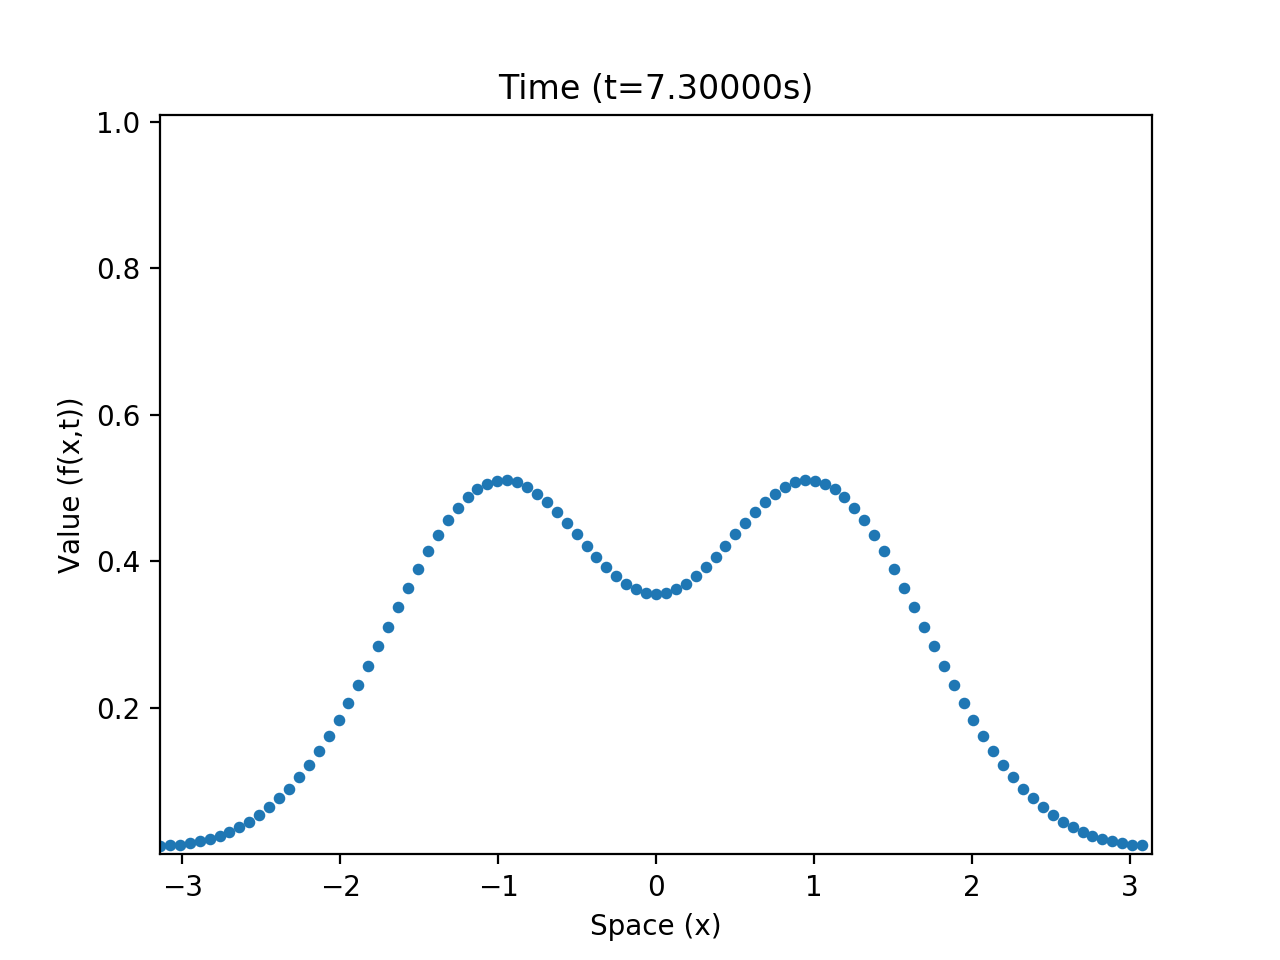 Time (t=7.30000s)
1.0
0.8
0.6
0.4
0.2
Value (f(x,t))
−3 −2 −1 0 1 2 3
Space (x)